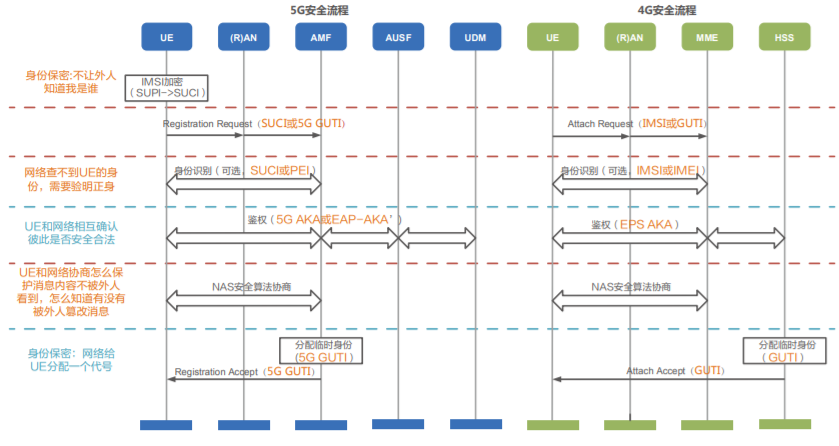 5G安全流程
4G安全流程
UE
(R)AN
AMF
AUSF
UDM
UE
(R)AN
MME
HSS
身份保密:不让外人
知道我是谁
IMSI加密
(SUPI->SUCI)
Registration Request（SUCI或5G GUTI）
Attach Request（IMSI或GUTI）
网络查不到UE的身
份，需要验明正身
身份识别（可选，SUCI或PEI）
身份识别（可选，IMSI或IMEI）
UE和网络相互确认
彼此是否安全合法
鉴权（5G AKA或EAP-AKA’）
鉴权（EPS AKA）
UE和网络协商怎么保
护消息内容不被外人
看到，怎么知道有没有
被外人篡改消息
NAS安全算法协商
NAS安全算法协商
身份保密：网络给
UE分配一个代号
分配临时身份
(5G GUTI）
分配临时身份
（GUTI）
Registration Accept（5G GUTI）
Attach Accept（GUTI）